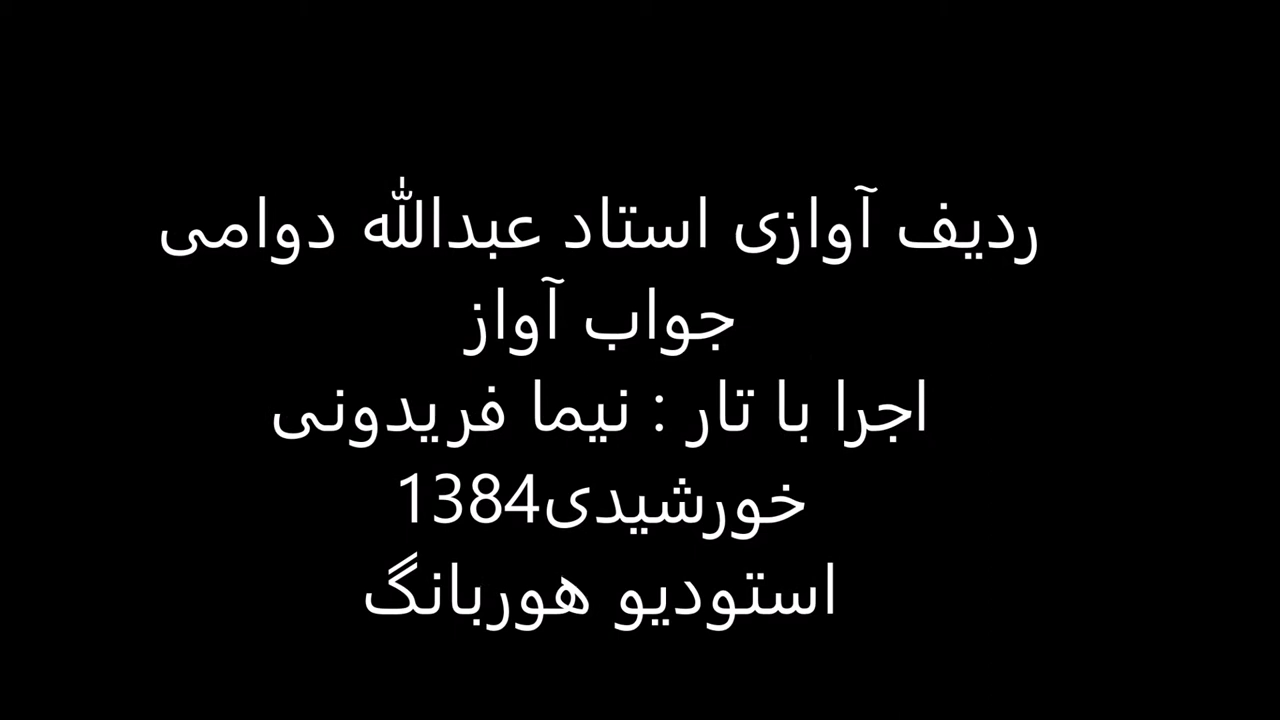 ردیف آوازی استاد عبدالله دوامی
جواب آواز
اجرا با تار : نیما فریدونی
خورشیدی1384
استودیو هوربانگ